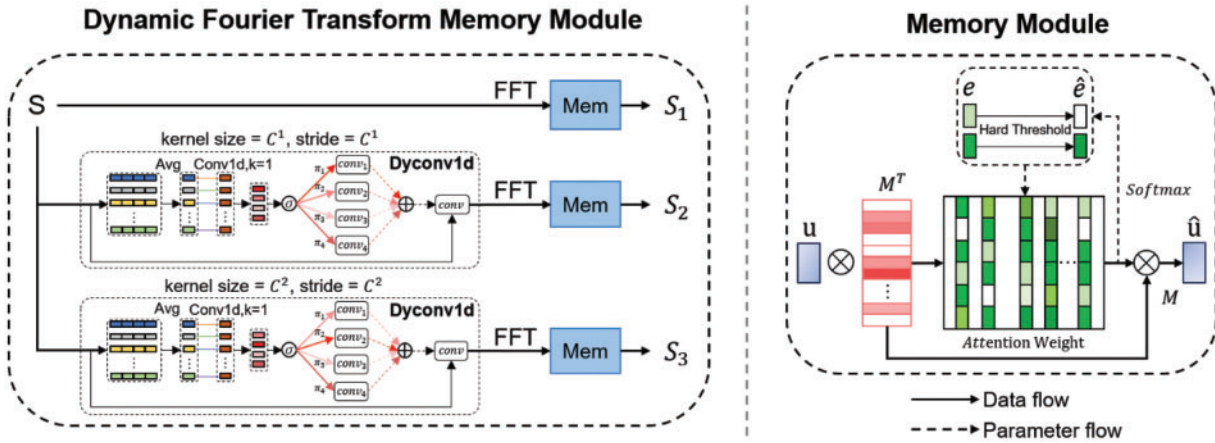 Dynamic Fourier Transform Memory Module
S
FFT
Mem
S₁
kernel size = C¹, stride = C¹
Avg
Conv1d,k=1
Dyconv1d
σ
π₁
π₂
π₃
π₄
conv₁
conv₂
conv₃
conv₄
conv
FFT
Mem
S₂
kernel size = C², stride = C²
Avg
Conv1d,k=1
Dyconv1d
σ
π₁
π₂
π₃
π₄
conv₁
conv₂
conv₃
conv₄
conv
FFT
Mem
S₃
Memory Module
e
ê
Hard Threshold
Mᵀ
Softmax
u
û
M
Attention Weight
Data flow
Parameter flow